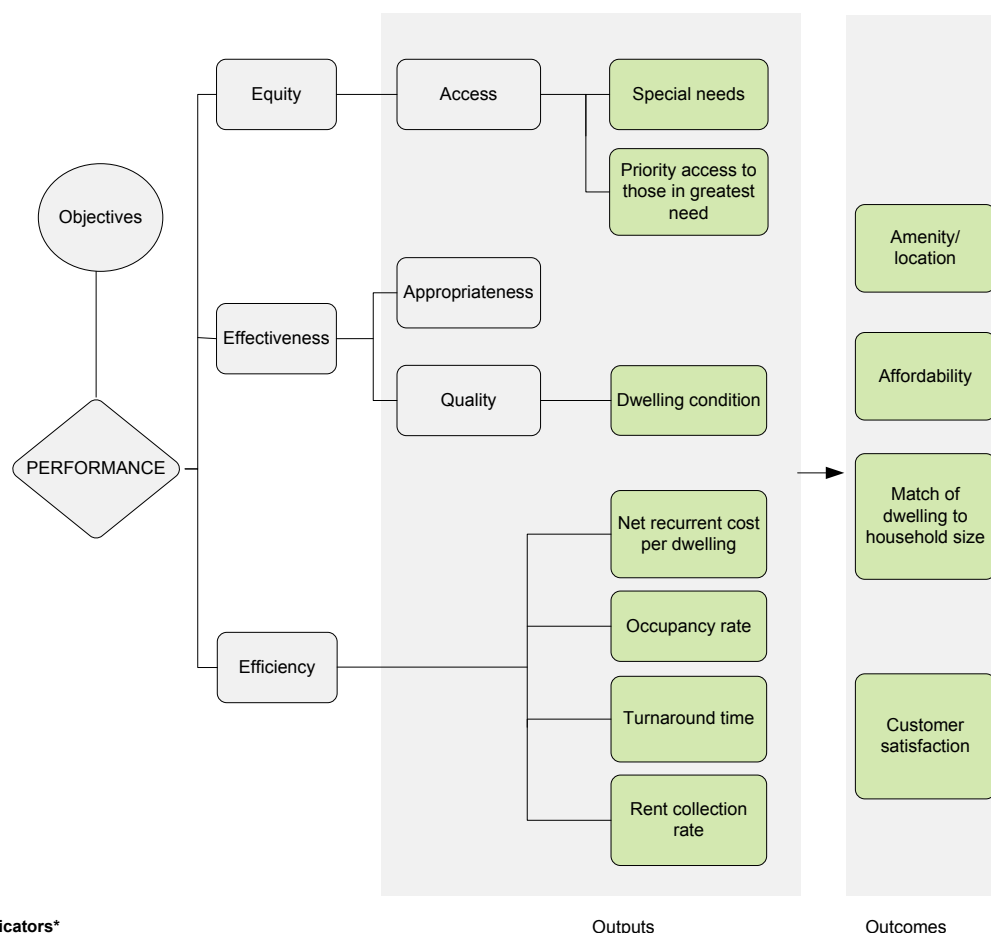 Equity
Access
Special needs
Priority access to
those in greatest
need
Objectives
Amenity/
location
Appropriateness
Effectiveness
Affordability
Quality
Dwelling condition
PERFORMANCE
Match of
dwelling to
household size
Net recurrent cost
per dwelling
Occupancy rate
Efficiency
Turnaround time
Customer
satisfaction
Rent collection
rate
icators*
Outputs
Outcomes